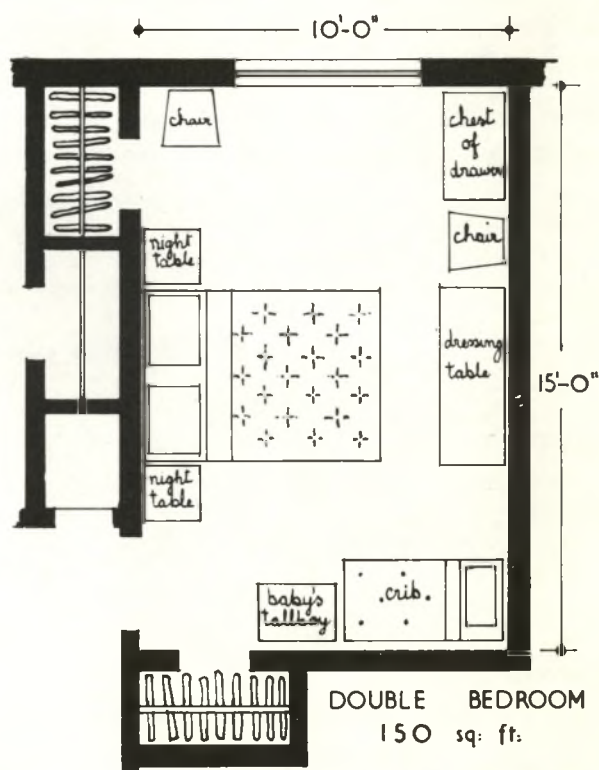 10'-0"
chair
chest
of
drawer
night
table
chair
dressing
table
15'-0"
night
table
baby's
tallboy
crib
DOUBLE BEDROOM
150 sq: ft: